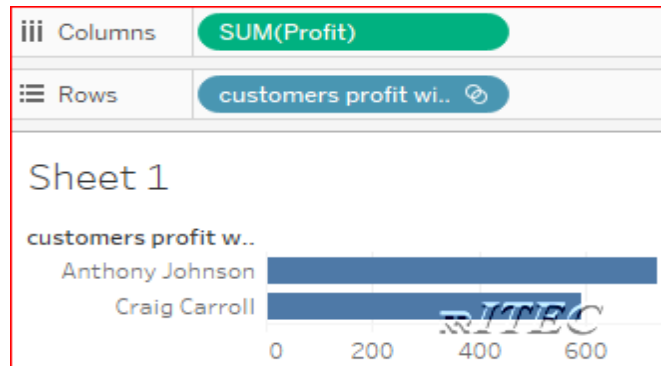 Columns SUM(Profit)
Rows customers profit wi..
Sheet 1
customers profit w..
Anthony Johnson
Craig Carroll
ITEC
0 200 400 600